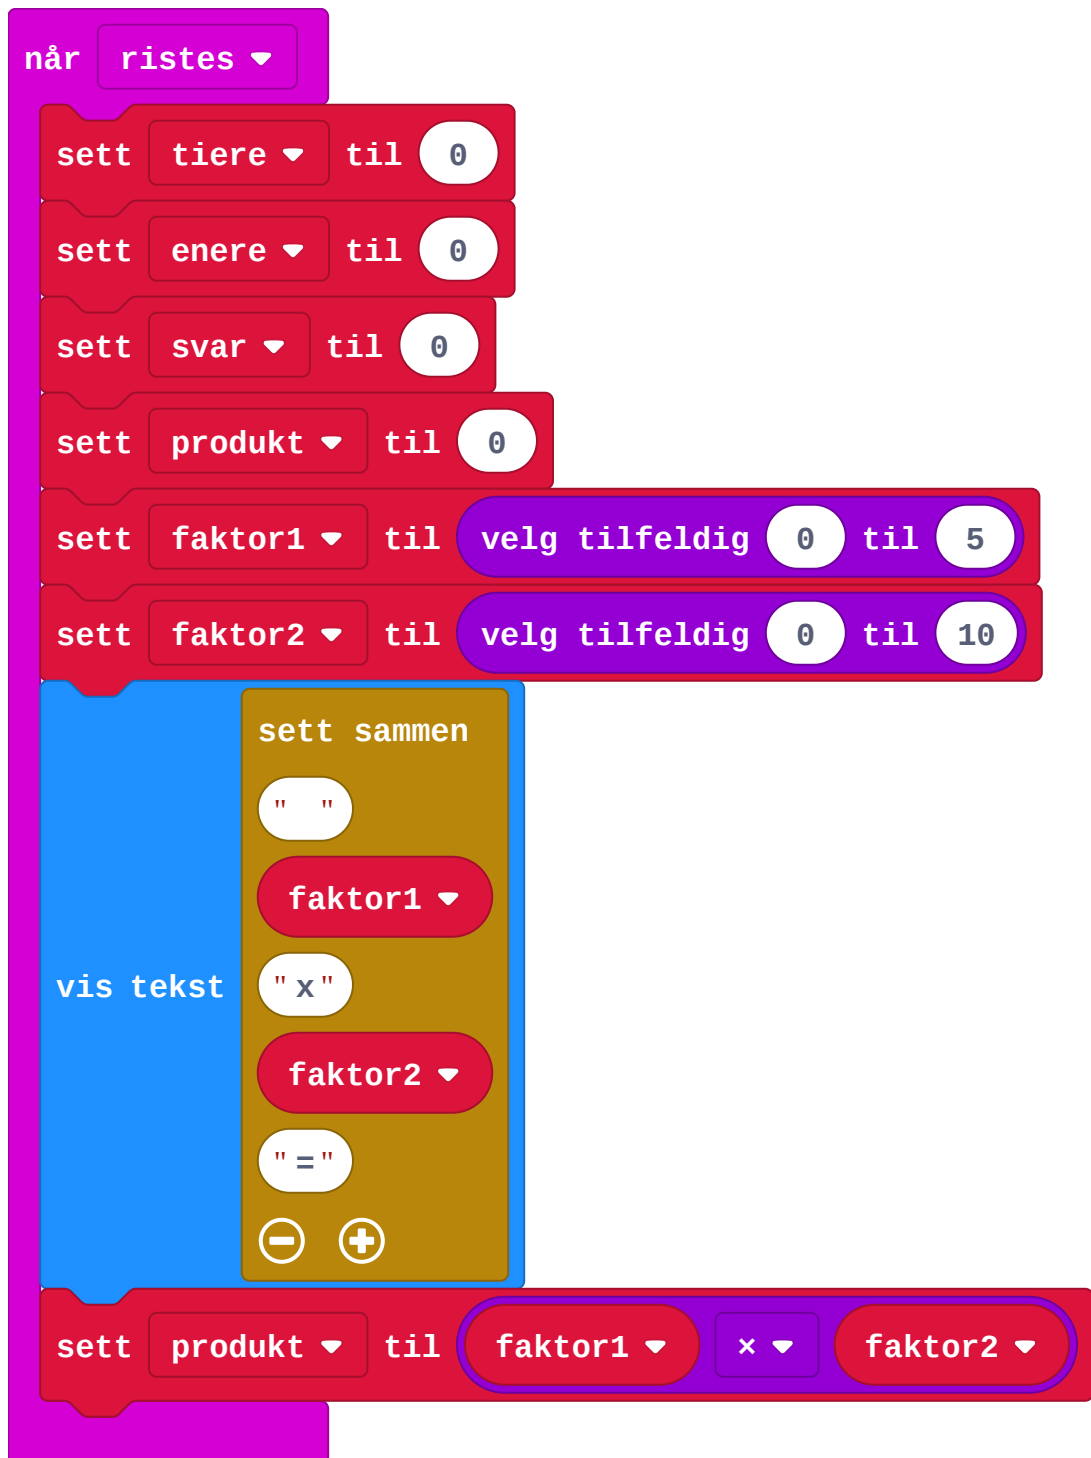 når ristes
sett tiere til 0
sett enere til 0
sett svar til 0
sett produkt til 0
sett faktor1 til velg tilfeldig 0 til 5
sett faktor2 til velg tilfeldig 0 til 10
sett sammen
" "
faktor1
"x"
vis tekst
faktor2
"="
sett produkt til faktor1 × faktor2